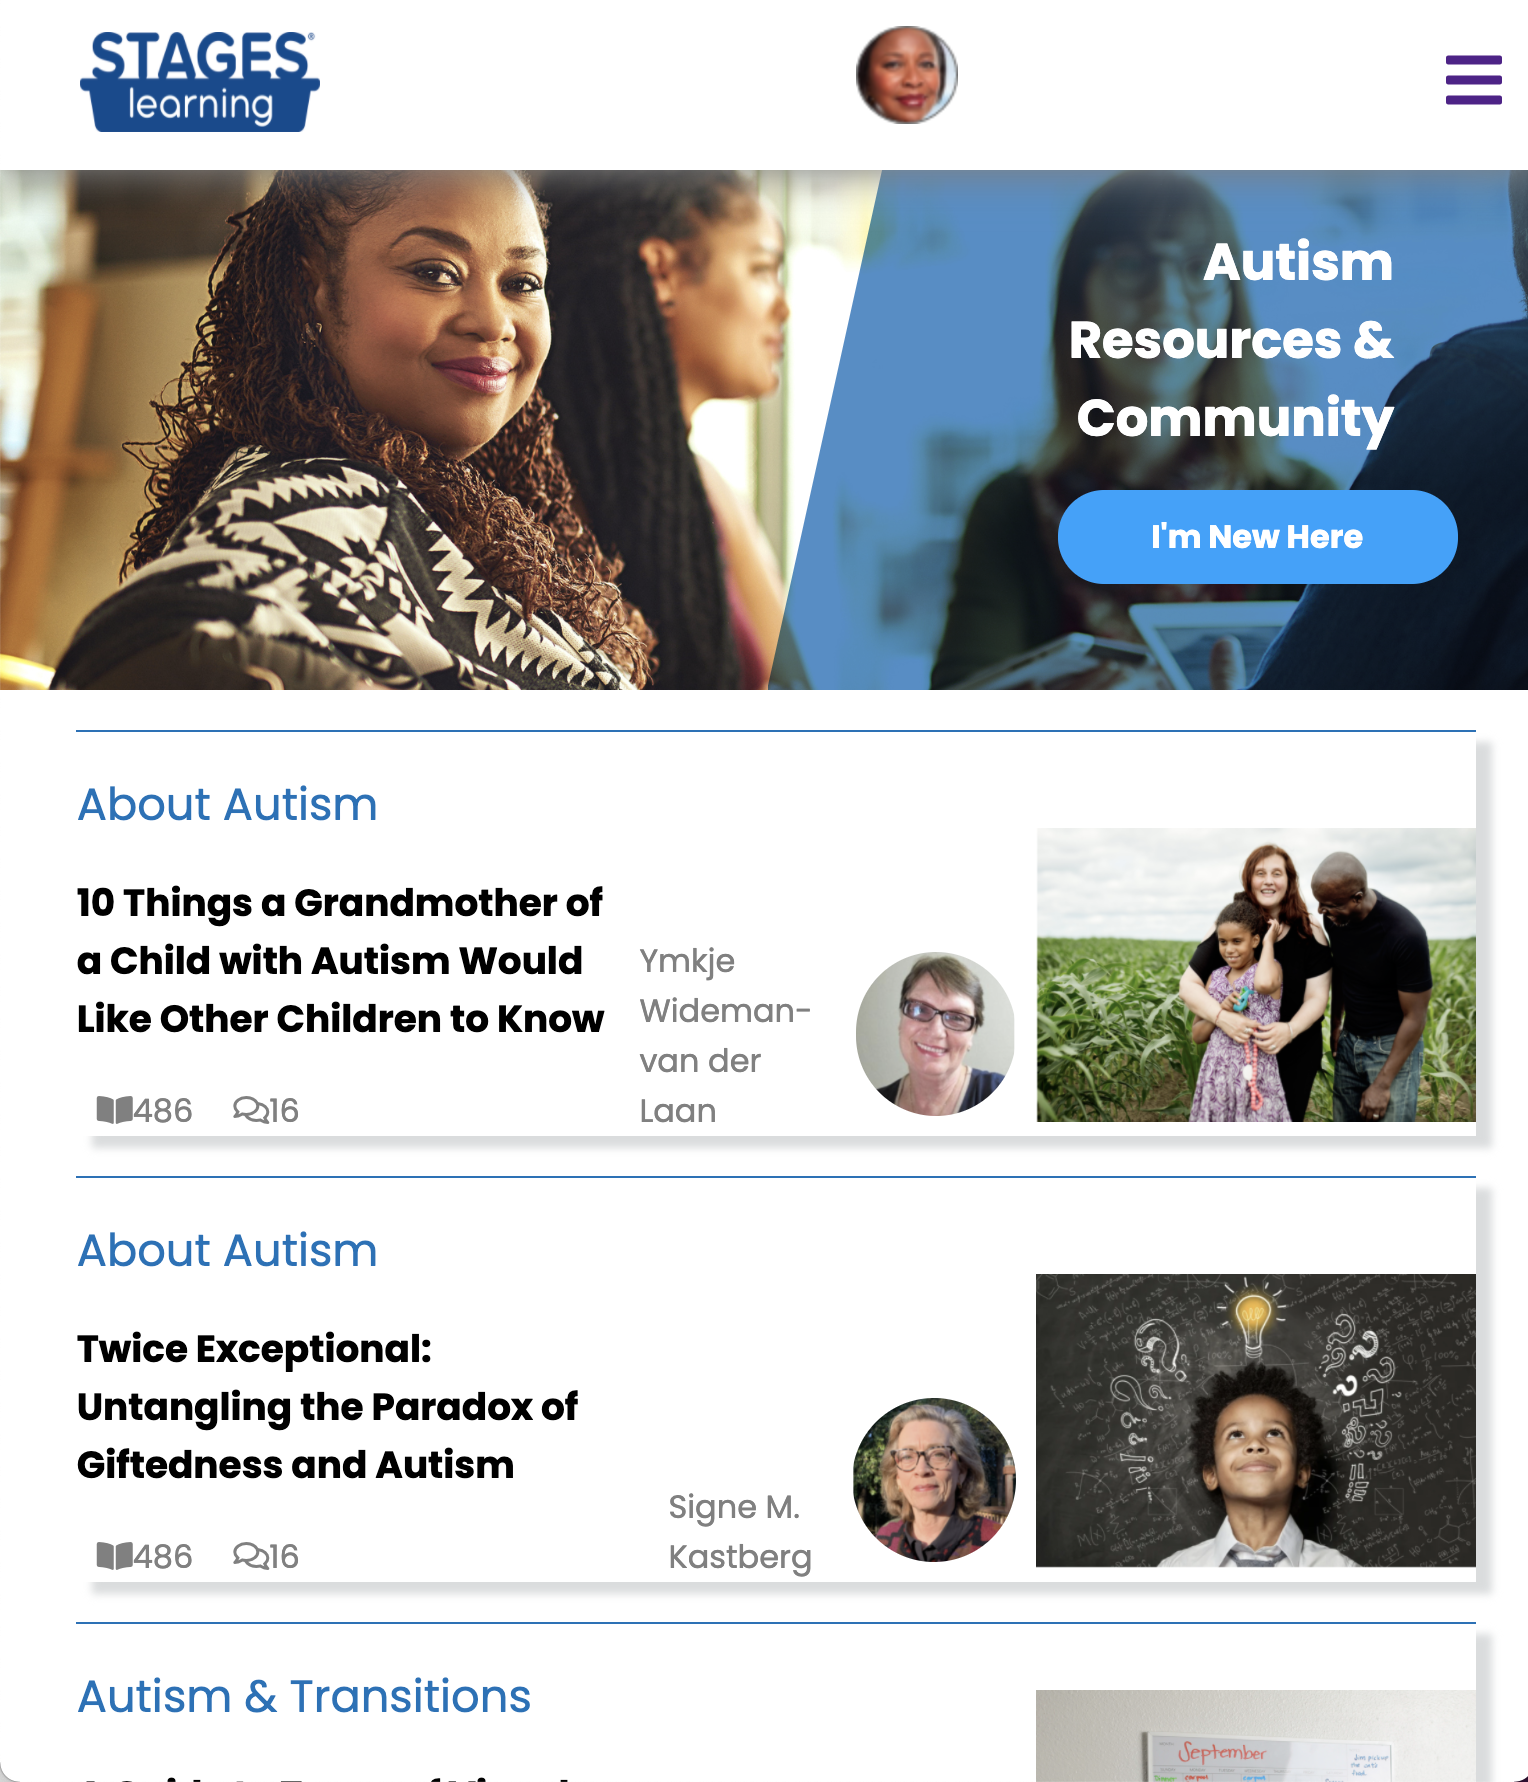 STAGES®
learning
Autism
Resources &
Community
I'm New Here
About Autism
10 Things a Grandmother of
a Child with Autism Would
Like Other Children to Know
486 16
Ymkje
Wideman-
van der
Laan
About Autism
Twice Exceptional:
Untangling the Paradox of
Giftedness and Autism
486 16
Signe M.
Kastberg
Autism & Transitions
September